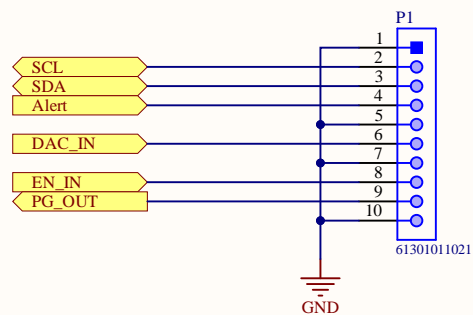 P1
1
SCL 2
SDA 3
Alert 4
5
DAC_IN 6
7
EN_IN 8
PG_OUT 9
10
61301011021
GND